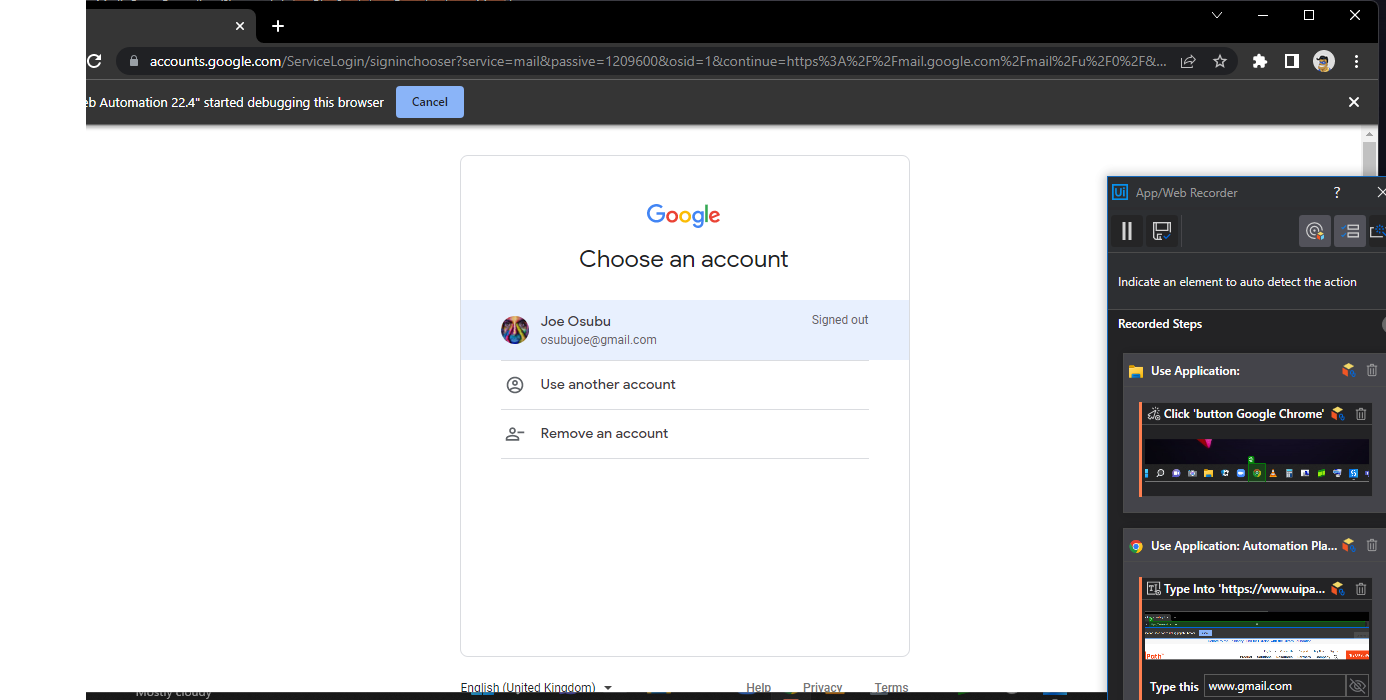 accounts.google.com/ServiceLogin/signinchooser?service=mail&passive=1209600&osid=1&continue=https%3A%2F%2Fmail.google.com%2Fmail%2Fu%2F0%2F&...
eb Automation 22.4" started debugging this browser
Cancel
Google
Choose an account
Joe Osubu
Signed out
osubujoe@gmail.com
Use another account
Remove an account
English (United Kingdom)
Help
Privacy
Terms
Mostly cloudy
Ui
App/Web Recorder
?
Indicate an element to auto detect the action
Recorded Steps
Use Application:
Click 'button Google Chrome'
Use Application: Automation Pla...
Type Into 'https://www.uipa...
Path
Type this
www.gmail.com